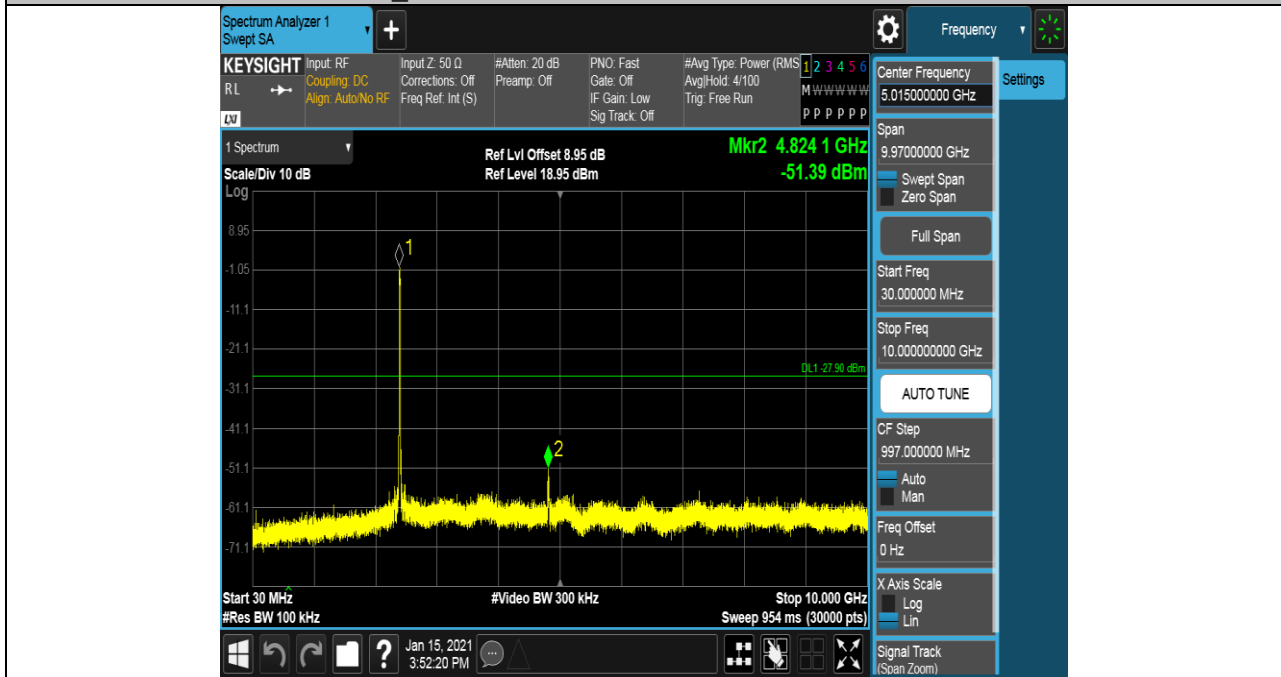 Spectrum Analyzer 1
Swept SA
+
Frequency
KEYSIGHT
RL
LXI
Input: RF
Coupling: DC
Align: Auto/No RF
Input Z: 50 Ω
Corrections: Off
Freq Ref: Int (S)
#Atten: 20 dB
Preamp: Off
PNO: Fast
Gate: Off
IF Gain: Low
Sig Track: Off
#Avg Type: Power (RMS
Avg|Hold: 4/100
Trig: Free Run
1 2 3 4 5 6
M W W W W W
P P P P P P
1 Spectrum
Scale/Div 10 dB
Log
Ref Lvl Offset 8.95 dB
Ref Level 18.95 dBm
Mkr2 4.824 1 GHz
-51.39 dBm
8.95
-1.05
-11.1
-21.1
-31.1
-41.1
-51.1
-61.1
-71.1
1
2
DL1 -27.90 dBm
Start 30 MHz
#Res BW 100 kHz
#Video BW 300 kHz
Stop 10.000 GHz
Sweep 954 ms (30000 pts)
Center Frequency
5.015000000 GHz
Span
9.97000000 GHz
Swept Span
Zero Span
Full Span
Start Freq
30.000000 MHz
Stop Freq
10.000000000 GHz
AUTO TUNE
CF Step
997.000000 MHz
Auto
Man
Freq Offset
0 Hz
X Axis Scale
Log
Lin
Signal Track
(Span Zoom)
Settings
?
Jan 15, 2021
3:52:20 PM